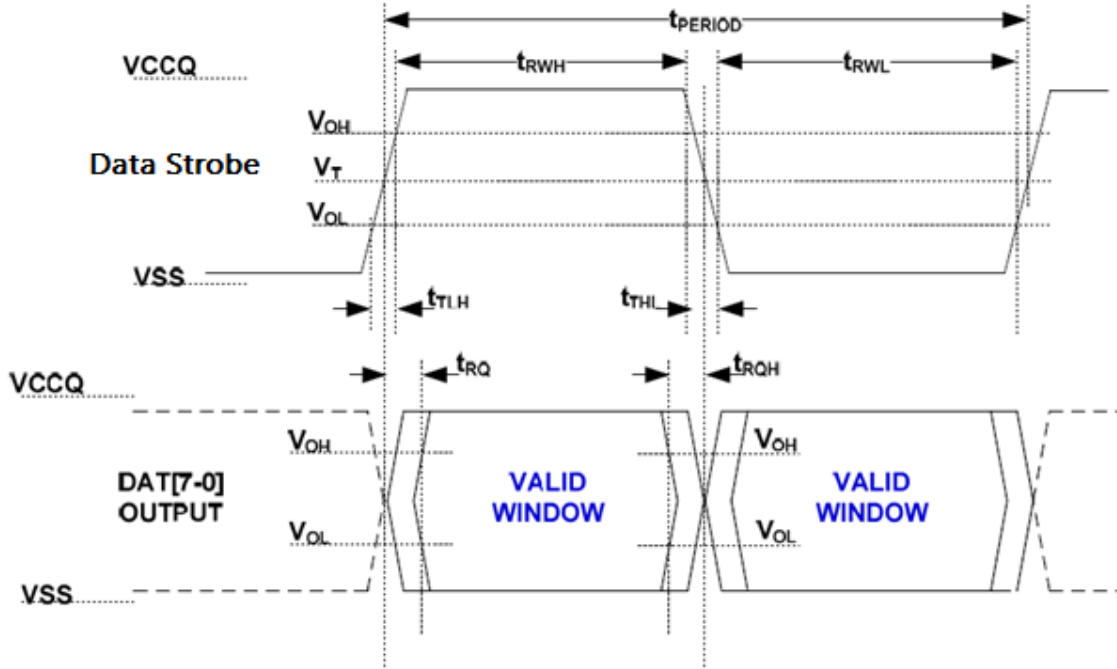 tPERIOD
VCCQ
tRWH
tRWL
VOH
Data Strobe
VT
VOL
VSS
tTLH
tTHL
tRQ
tRQH
VCCQ
VOH
VOH
DAT[7-0]
OUTPUT
VALID
WINDOW
VALID
WINDOW
VOL
VOL
VSS